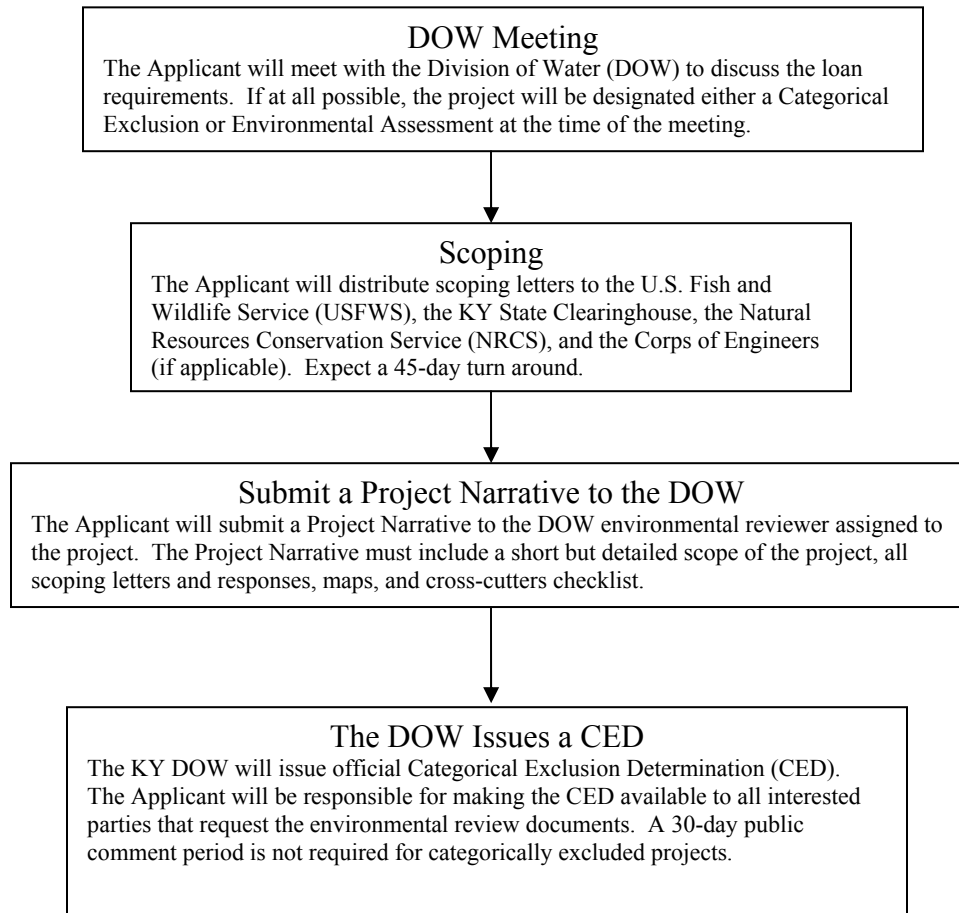 DOW Meeting
The Applicant will meet with the Division of Water (DOW) to discuss the loan
requirements.  If at all possible, the project will be designated either a Categorical
Exclusion or Environmental Assessment at the time of the meeting.
Scoping
The Applicant will distribute scoping letters to the U.S. Fish and
Wildlife Service (USFWS), the KY State Clearinghouse, the Natural
Resources Conservation Service (NRCS), and the Corps of Engineers
(if applicable).  Expect a 45-day turn around.
Submit a Project Narrative to the DOW
The Applicant will submit a Project Narrative to the DOW environmental reviewer assigned to
the project.  The Project Narrative must include a short but detailed scope of the project, all
scoping letters and responses, maps, and cross-cutters checklist.
The DOW Issues a CED
The KY DOW will issue official Categorical Exclusion Determination (CED).
The Applicant will be responsible for making the CED available to all interested
parties that request the environmental review documents.  A 30-day public
comment period is not required for categorically excluded projects.